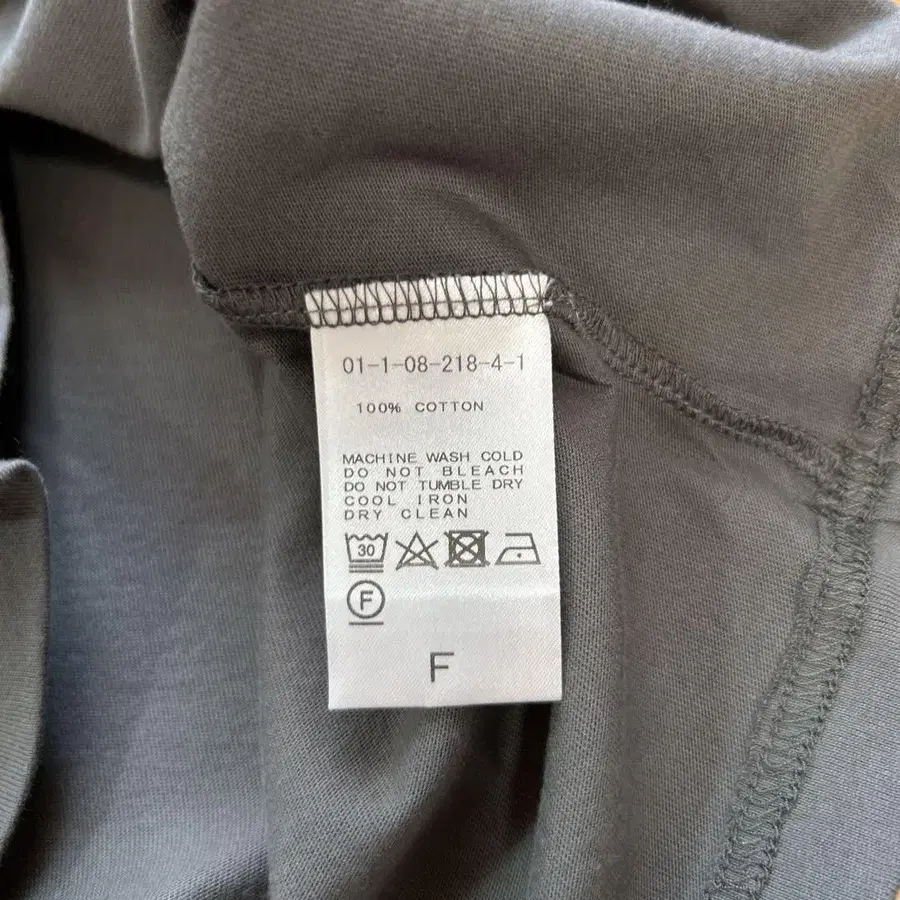 01-1-08-218-4-1
100% COTTON
MACHINE WASH COLD
DO NOT BLEACH
DO NOT TUMBLE DRY
COOL IRON
DRY CLEAN
30
F
F